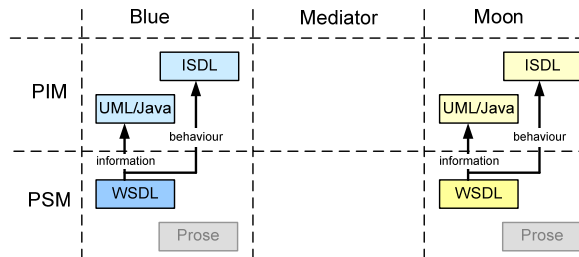 Blue Mediator Moon
ISDL ISDL
PIM
UML/Java UML/Java
behaviour behaviour
information information
PSM WSDL WSDL
Prose Prose